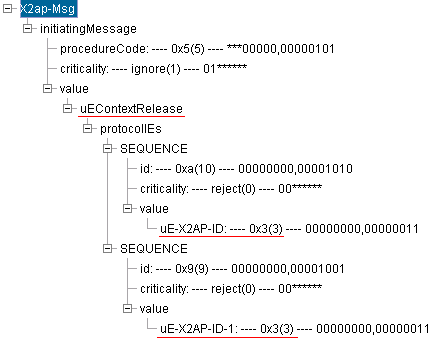 X2ap-Msg
initiatingMessage
procedureCode: ---- 0x5(5) ---- ***00000,00000101
criticality: ---- ignore(1) ---- 01******
value
uEContextRelease
protocolIEs
SEQUENCE
id: ---- 0xa(10) ---- 00000000,00001010
criticality: ---- reject(0) ---- 00******
value
uE-X2AP-ID: ---- 0x3(3) ---- 00000000,00000011
SEQUENCE
id: ---- 0x9(9) ---- 00000000,00001001
criticality: ---- reject(0) ---- 00******
value
uE-X2AP-ID-1: ---- 0x3(3) ---- 00000000,00000011